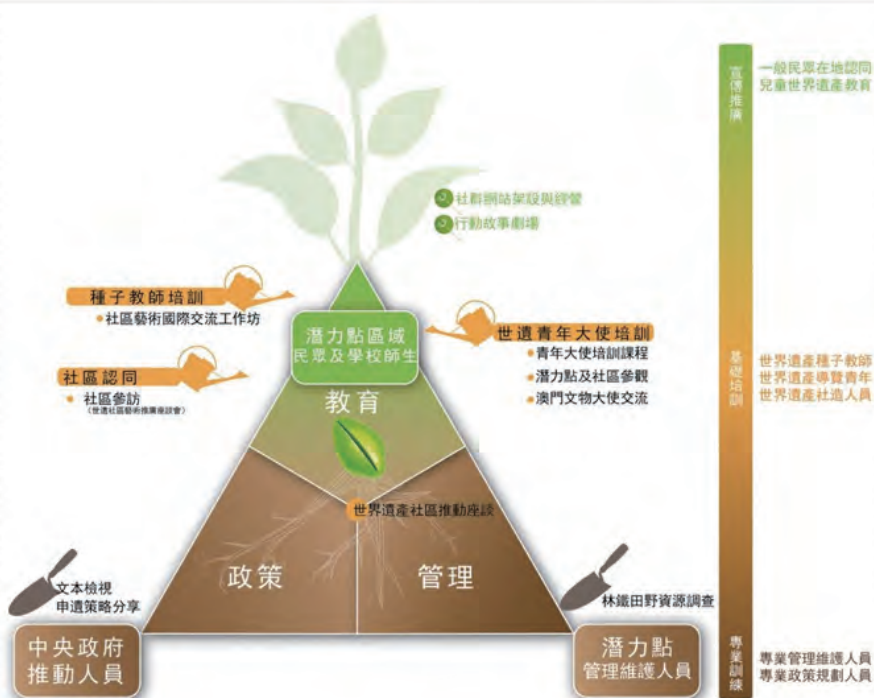 宣傳推廣
一般民眾在地認同
兒童世界遺產教育
社群網站架設與經營
行動故事劇場
種子教師培訓
社區藝術國際交流工作坊
潛力點區域
民眾及學校師生
世遺青年大使培訓
青年大使培訓課程
潛力點及社區參觀
澳門文物大使交流
基礎培訓
世界遺產種子教師
世界遺產導覽青年
世界遺產社造人員
社區認同
社區參訪
(世遺社區藝術推廣座談會)
教育
世界遺產社區推動座談
政策
管理
文本檢視
申遺策略分享
林鐵田野資源調查
中央政府
推動人員
潛力點
管理維護人員
專業訓練
專業管理維護人員
專業政策規劃人員